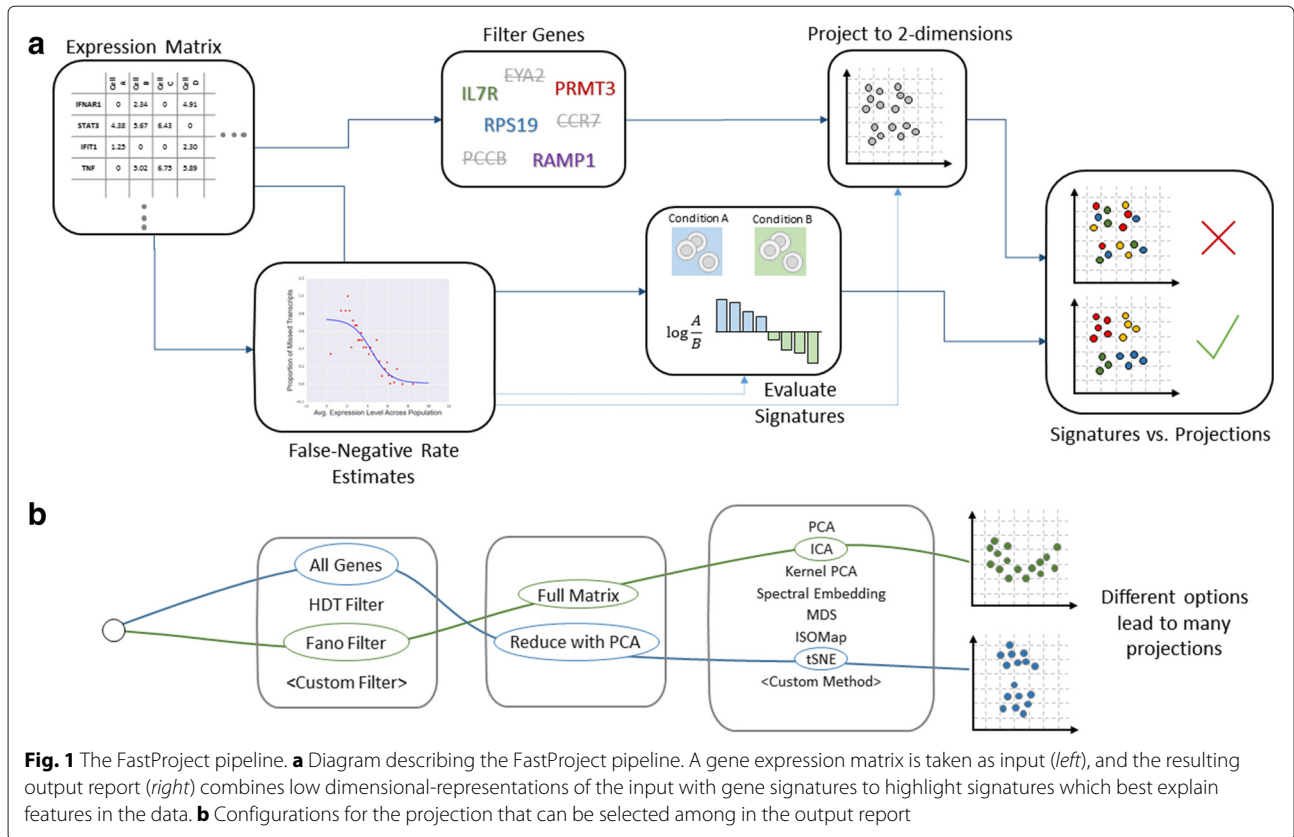 a
Expression Matrix
Cell A
Cell B
Cell C
Cell D
IFNAR1 0 2.34 0 4.91
STAT3 4.38 5.67 6.43 0
IFIT1 1.25 0 0 2.30
TNF 0 5.02 6.75 5.89
Filter Genes
EYA2
IL7R
PRMT3
RPS19
CCR7
PCCB
RAMP1
Project to 2-dimensions
Proportion of Missed Transcripts
Avg. Expression Level Across Population
False-Negative Rate
Estimates
Condition A
Condition B
log A/B
Evaluate
Signatures
Signatures vs. Projections
b
All Genes
HDT Filter
Fano Filter
<Custom Filter>
Full Matrix
Reduce with PCA
PCA
ICA
Kernel PCA
Spectral Embedding
MDS
ISOMap
tSNE
<Custom Method>
Different options
lead to many
projections
Fig. 1 The FastProject pipeline. a Diagram describing the FastProject pipeline. A gene expression matrix is taken as input (left), and the resulting
output report (right) combines low dimensional-representations of the input with gene signatures to highlight signatures which best explain
features in the data. b Configurations for the projection that can be selected among in the output report